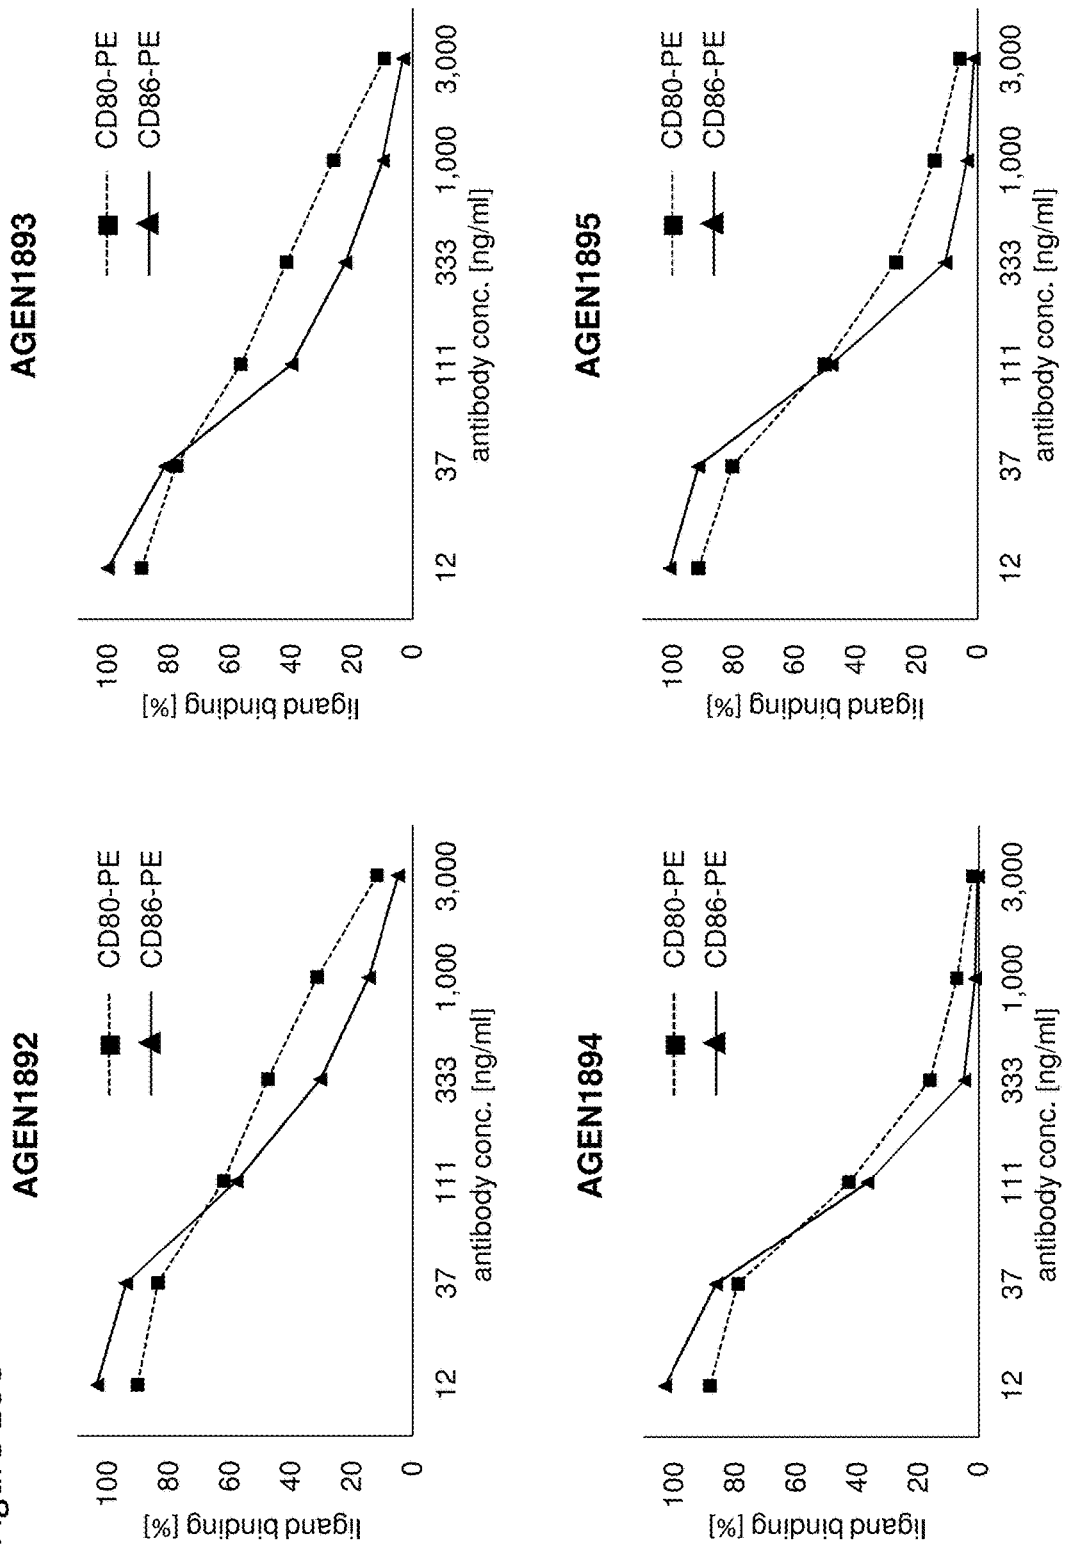 AGEN1892
100
80
60
40
20
0
ligand binding [%]
CD80-PE
CD86-PE
12 37 111 333 1,000 3,000
antibody conc. [ng/ml]
AGEN1893
100
80
60
40
20
0
ligand binding [%]
CD80-PE
CD86-PE
12 37 111 333 1,000 3,000
antibody conc. [ng/ml]
AGEN1894
100
80
60
40
20
0
ligand binding [%]
CD80-PE
CD86-PE
12 37 111 333 1,000 3,000
antibody conc. [ng/ml]
AGEN1895
100
80
60
40
20
0
ligand binding [%]
CD80-PE
CD86-PE
12 37 111 333 1,000 3,000
antibody conc. [ng/ml]